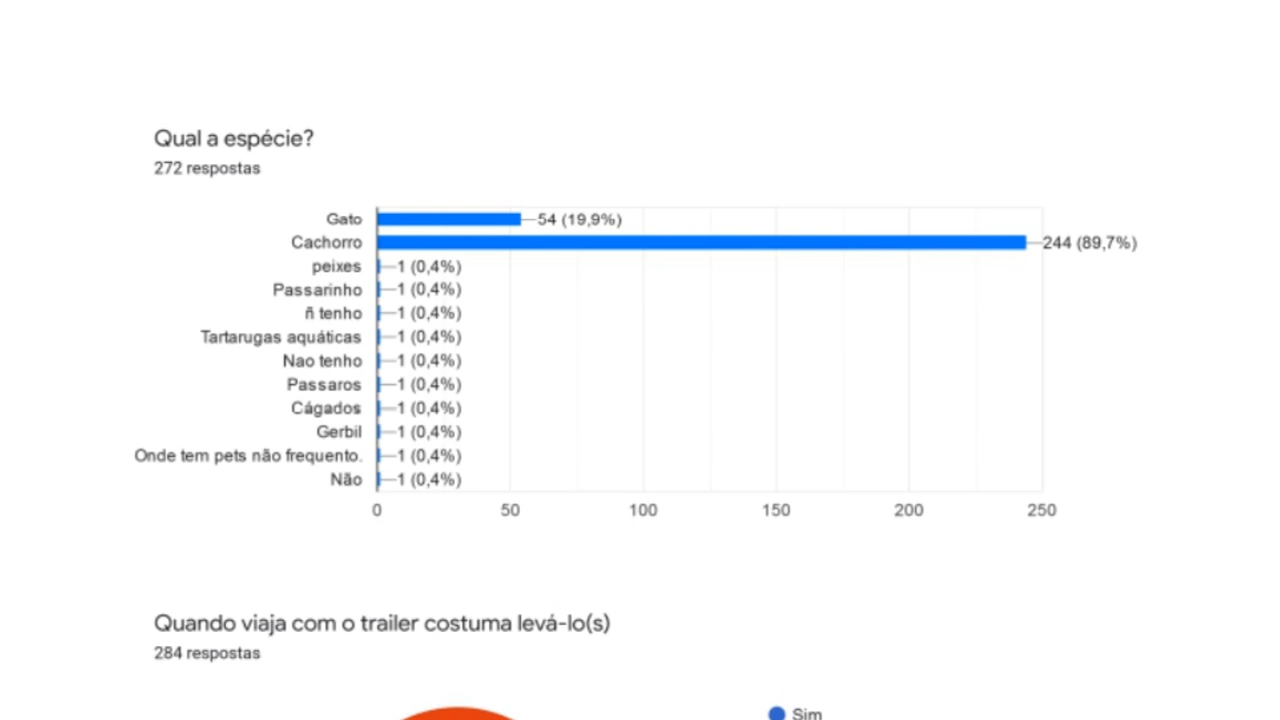 Qual a espécie?
272 respostas
Gato 54 (19,9%)
Cachorro 244 (89,7%)
peixes 1 (0,4%)
Passarinho 1 (0,4%)
ñ tenho 1 (0,4%)
Tartarugas aquáticas 1 (0,4%)
Nao tenho 1 (0,4%)
Passaros 1 (0,4%)
Cágados 1 (0,4%)
Gerbil 1 (0,4%)
Onde tem pets não frequento. 1 (0,4%)
Não 1 (0,4%)
0 50 100 150 200 250
Quando viaja com o trailer costuma levá-lo(s)
284 respostas
Sim